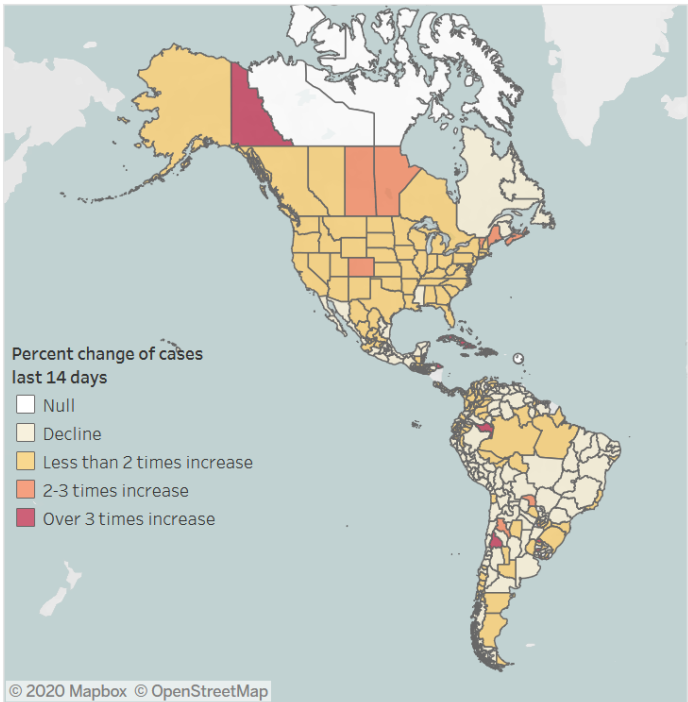 Percent change of cases
last 14 days
Null
Decline
Less than 2 times increase
2-3 times increase
Over 3 times increase
© 2020 Mapbox © OpenStreetMap